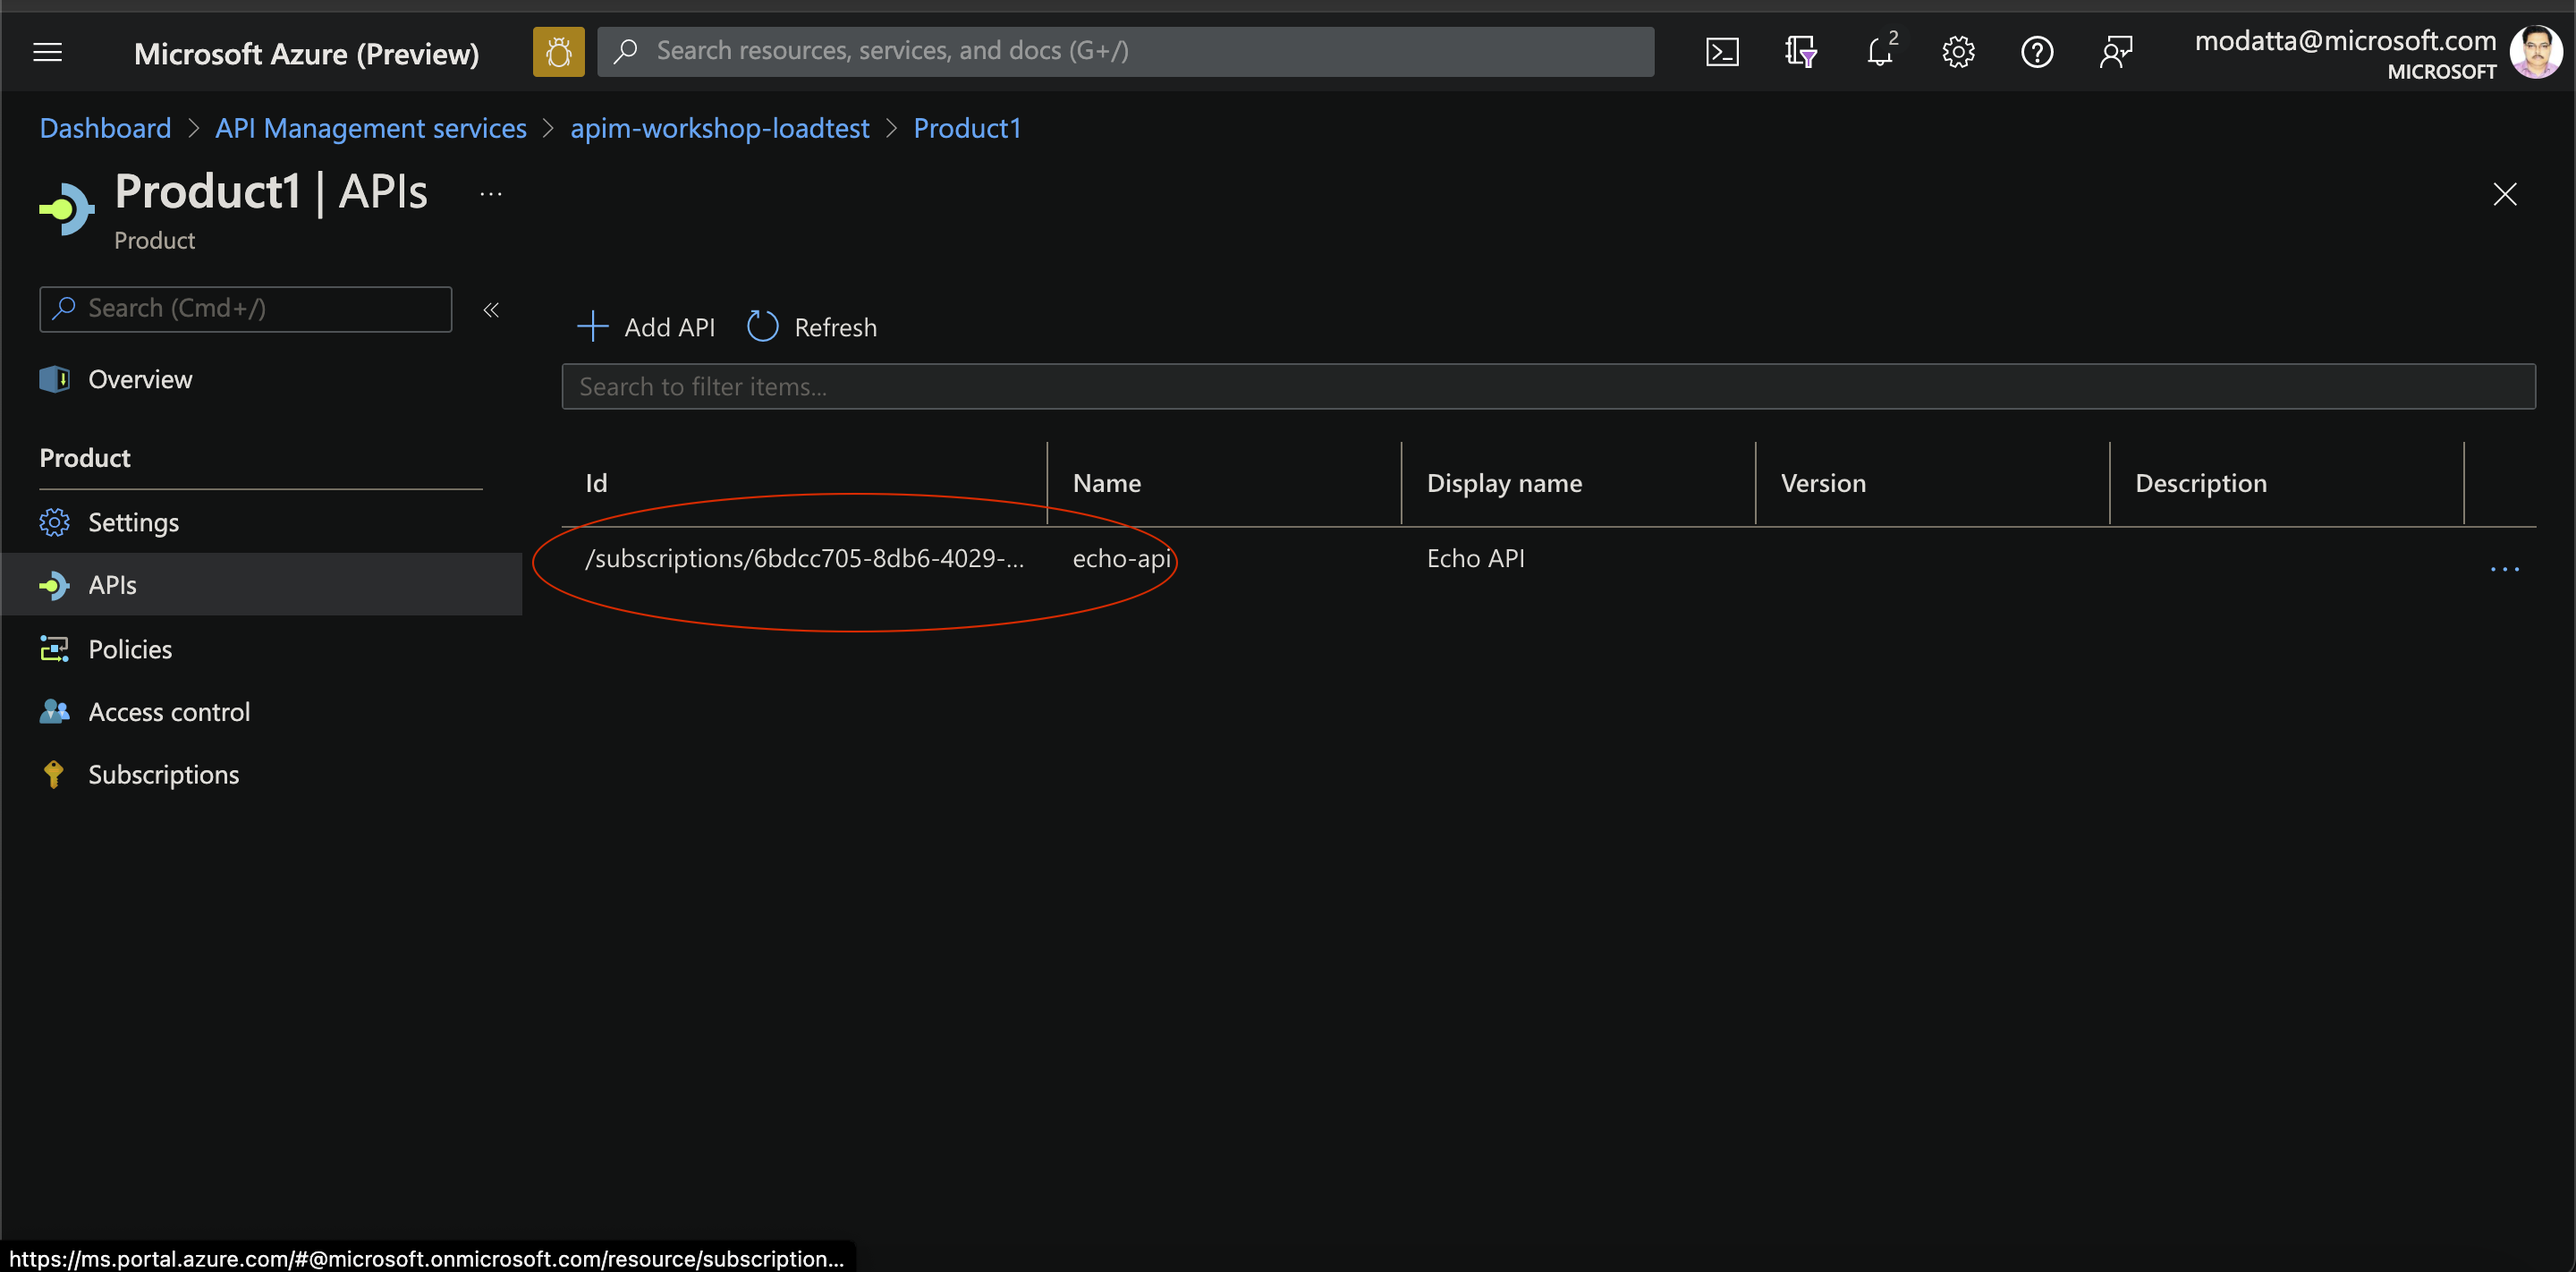 Microsoft Azure (Preview)
Search resources, services, and docs (G+/)
2
modatta@microsoft.com
MICROSOFT
Dashboard > API Management services > apim-workshop-loadtest > Product1
Product1 | APIs ...
Product
Search (Cmd+/)
«
Add API
Refresh
Search to filter items...
Overview
Product
Settings
APIs
Policies
Access control
Subscriptions
Id Name Display name Version Description
/subscriptions/6bdcc705-8db6-4029-... echo-api Echo API ...
https://ms.portal.azure.com/#@microsoft.onmicrosoft.com/resource/subscription...